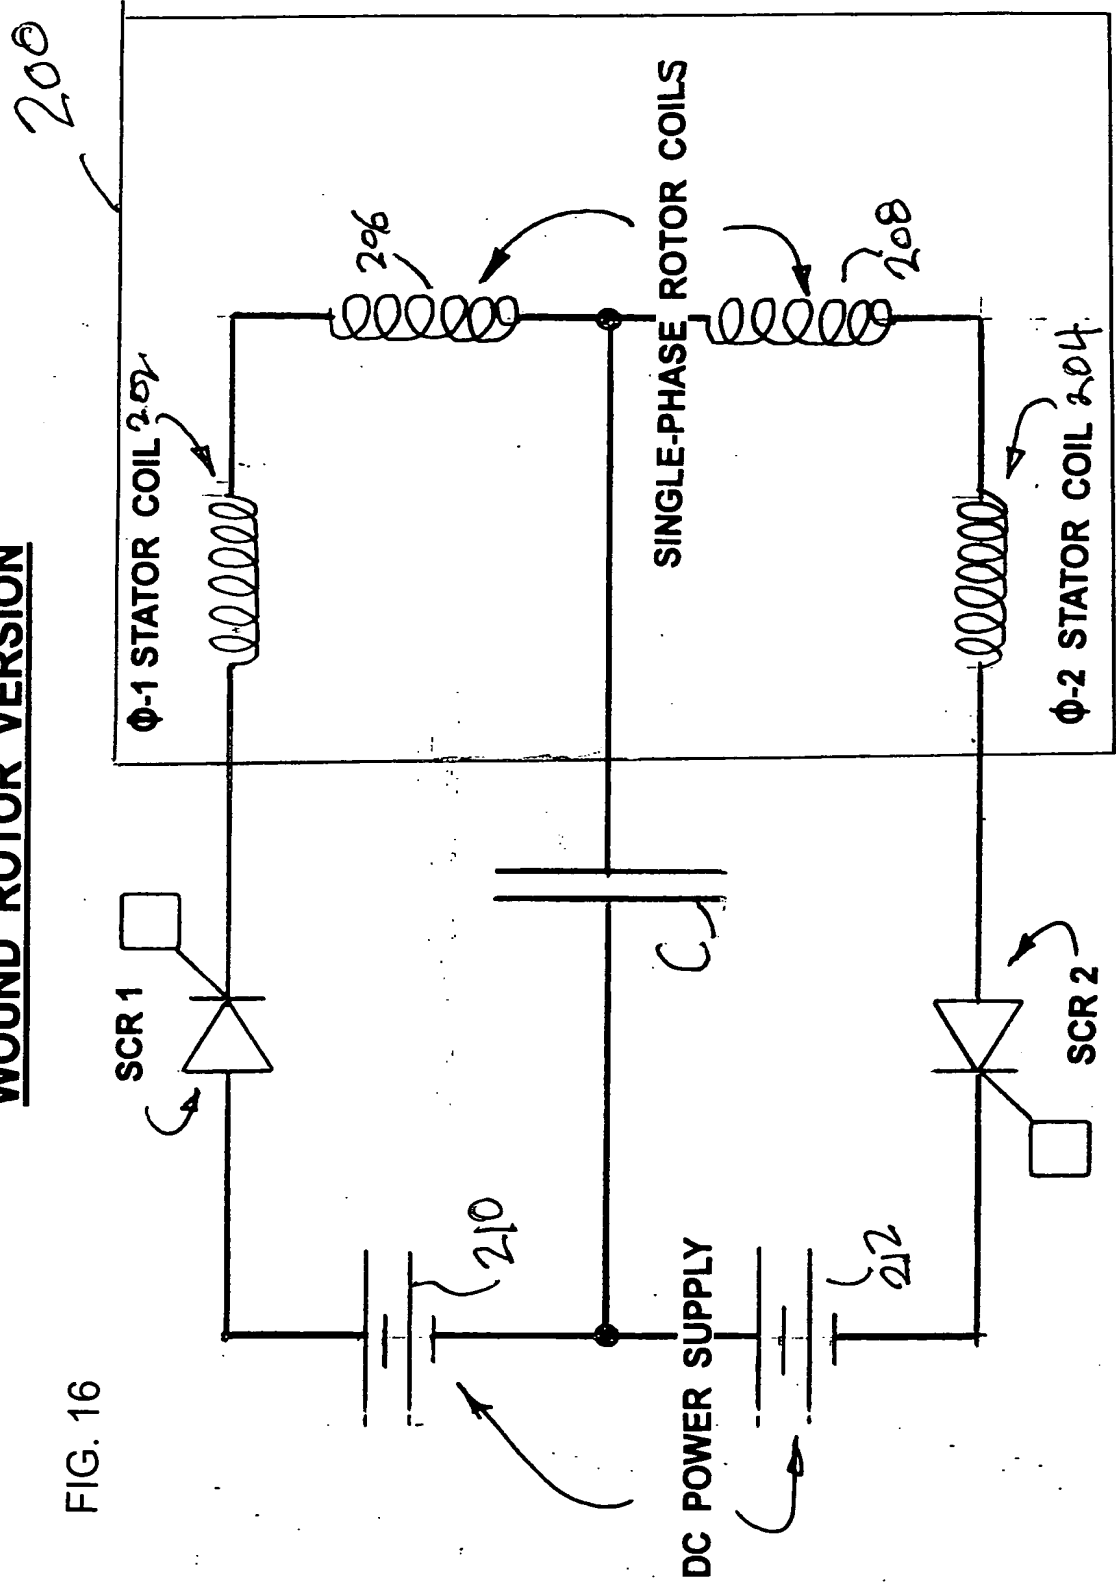 FIG. 16
WOUND ROTOR VERSION
200
SCR 1
Φ-1 STATOR COIL 202
206
210
C
DC POWER SUPPLY
SINGLE-PHASE ROTOR COILS
212
208
SCR 2
Φ-2 STATOR COIL 204